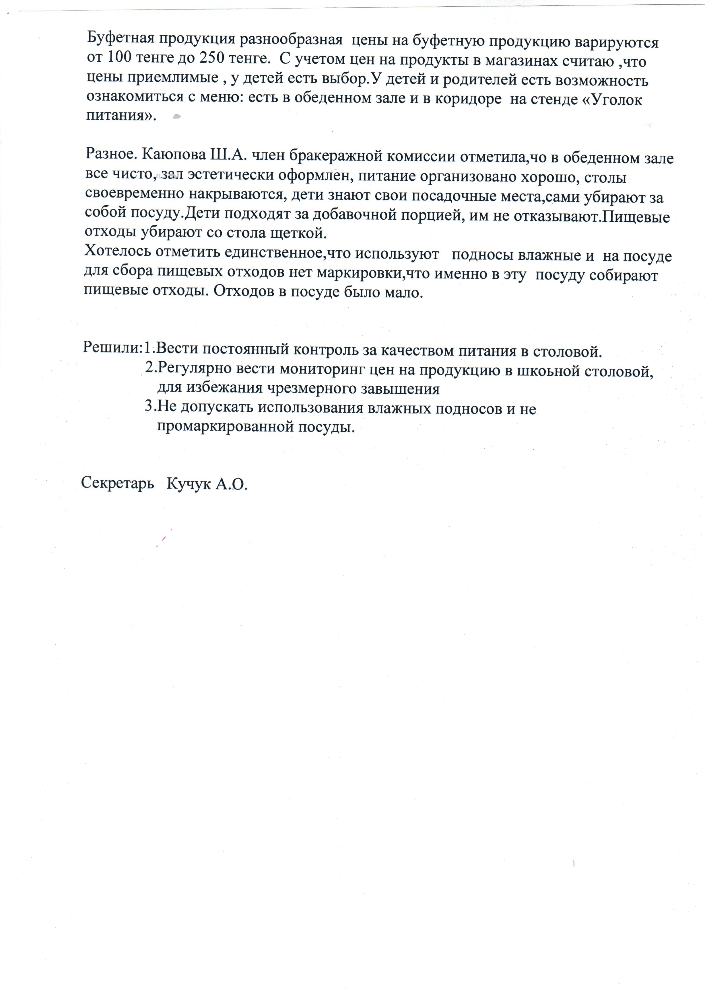 Буфетная продукция разнообразная  цены на буфетную продукцию варируются
от 100 тенге до 250 тенге.  С учетом цен на продукты в магазинах считаю ,что
цены приемлимые , у детей есть выбор.У детей и родителей есть возможность
ознакомиться с меню: есть в обеденном зале и в коридоре  на стенде «Уголок
питания».
Разное. Каюпова Ш.А. член бракеражной комиссии отметила,чо в обеденном зале
все чисто, зал эстетически оформлен, питание организовано хорошо, столы
своевременно накрываются, дети знают свои посадочные места,сами убирают за
собой посуду.Дети подходят за добавочной порцией, им не отказывают.Пищевые
отходы убирают со стола щеткой.
Хотелось отметить единственное,что используют   подносы влажные и  на посуде
для сбора пищевых отходов нет маркировки,что именно в эту  посуду собирают
пищевые отходы. Отходов в посуде было мало.
Решили:1.Вести постоянный контроль за качеством питания в столовой.
2.Регулярно вести мониторинг цен на продукцию в шкоьной столовой,
для избежания чрезмерного завышения
3.Не допускать использования влажных подносов и не
промаркированной посуды.
Секретарь   Кучук А.О.